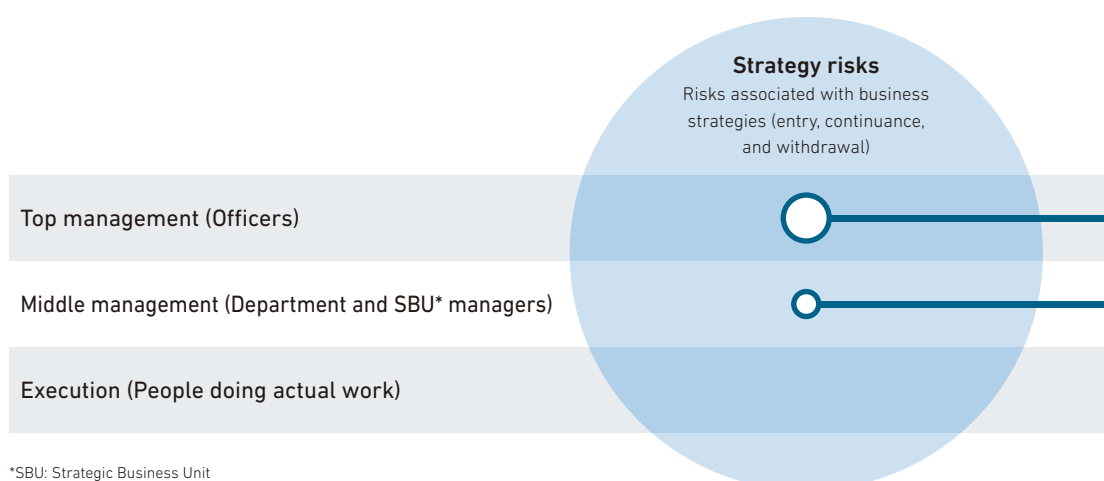 Strategy risks
Risks associated with business
strategies (entry, continuance,
and withdrawal)
Top management (Officers)
Middle management (Department and SBU* managers)
Execution (People doing actual work)
*SBU: Strategic Business Unit